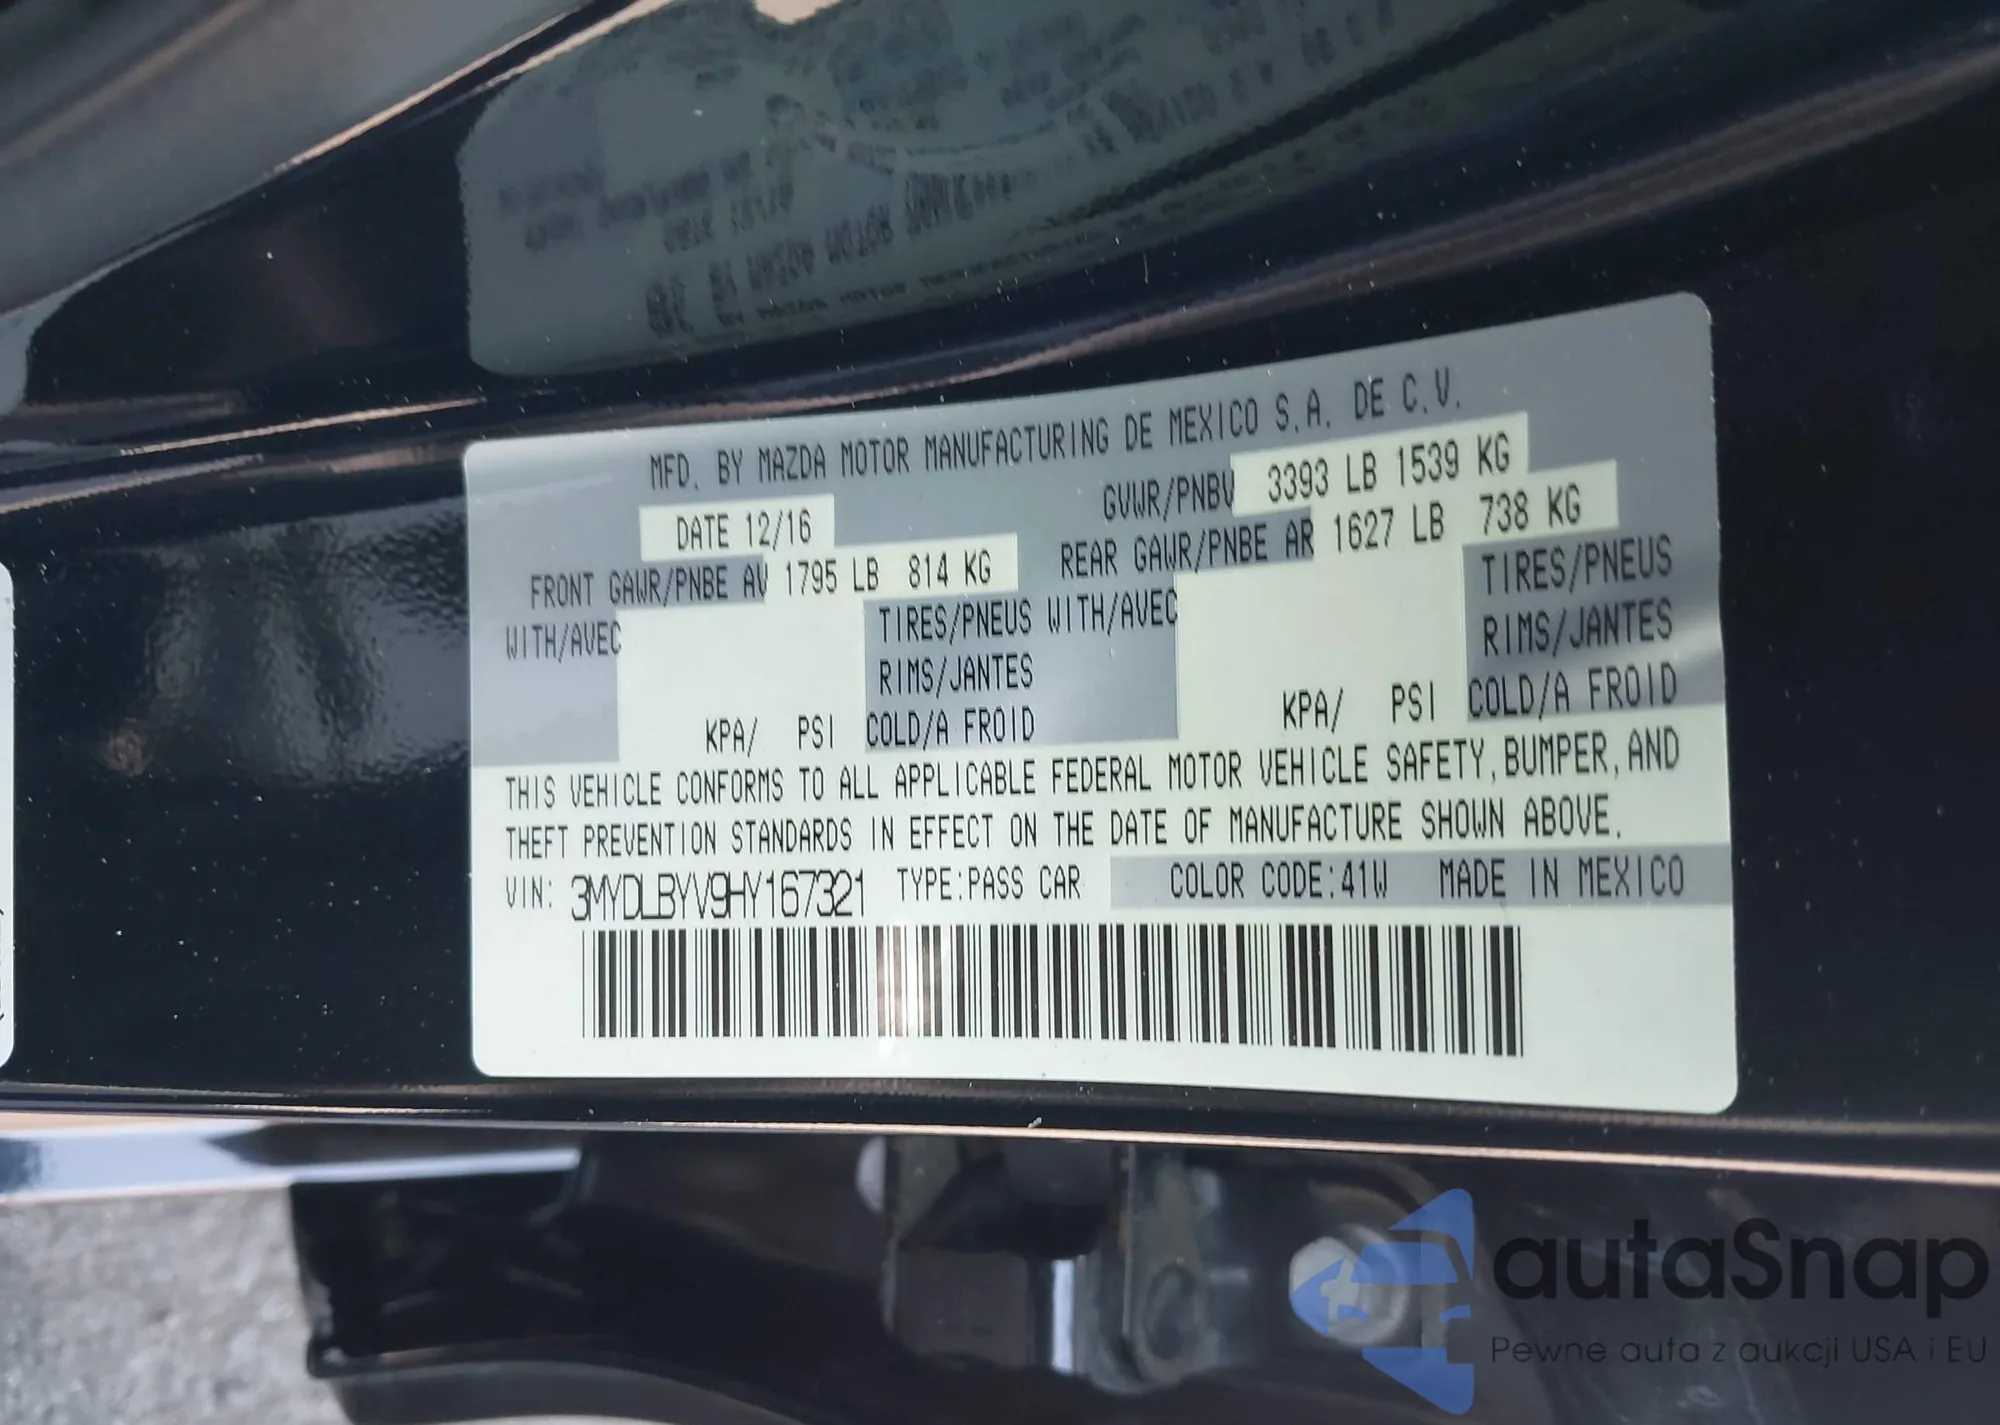 MFD. BY MAZDA MOTOR MANUFACTURING DE MEXICO S.A. DE C.V.
DATE 12/16 GVWR/PNBV 3393 LB 1539 KG
FRONT GAWR/PNBE AV 1795 LB 814 KG REAR GAWR/PNBE AR 1627 LB 738 KG
WITH/AVEC TIRES/PNEUS WITH/AVEC TIRES/PNEUS
RIMS/JANTES RIMS/JANTES
KPA/ PSI COLD/A FROID KPA/ PSI COLD/A FROID
THIS VEHICLE CONFORMS TO ALL APPLICABLE FEDERAL MOTOR VEHICLE SAFETY, BUMPER, AND
THEFT PREVENTION STANDARDS IN EFFECT ON THE DATE OF MANUFACTURE SHOWN ABOVE.
VIN: 3MYDLBYV9HY167321 TYPE:PASS CAR COLOR CODE:41W MADE IN MEXICO
autaSnap
Pewne auta z aukcji USA i EU